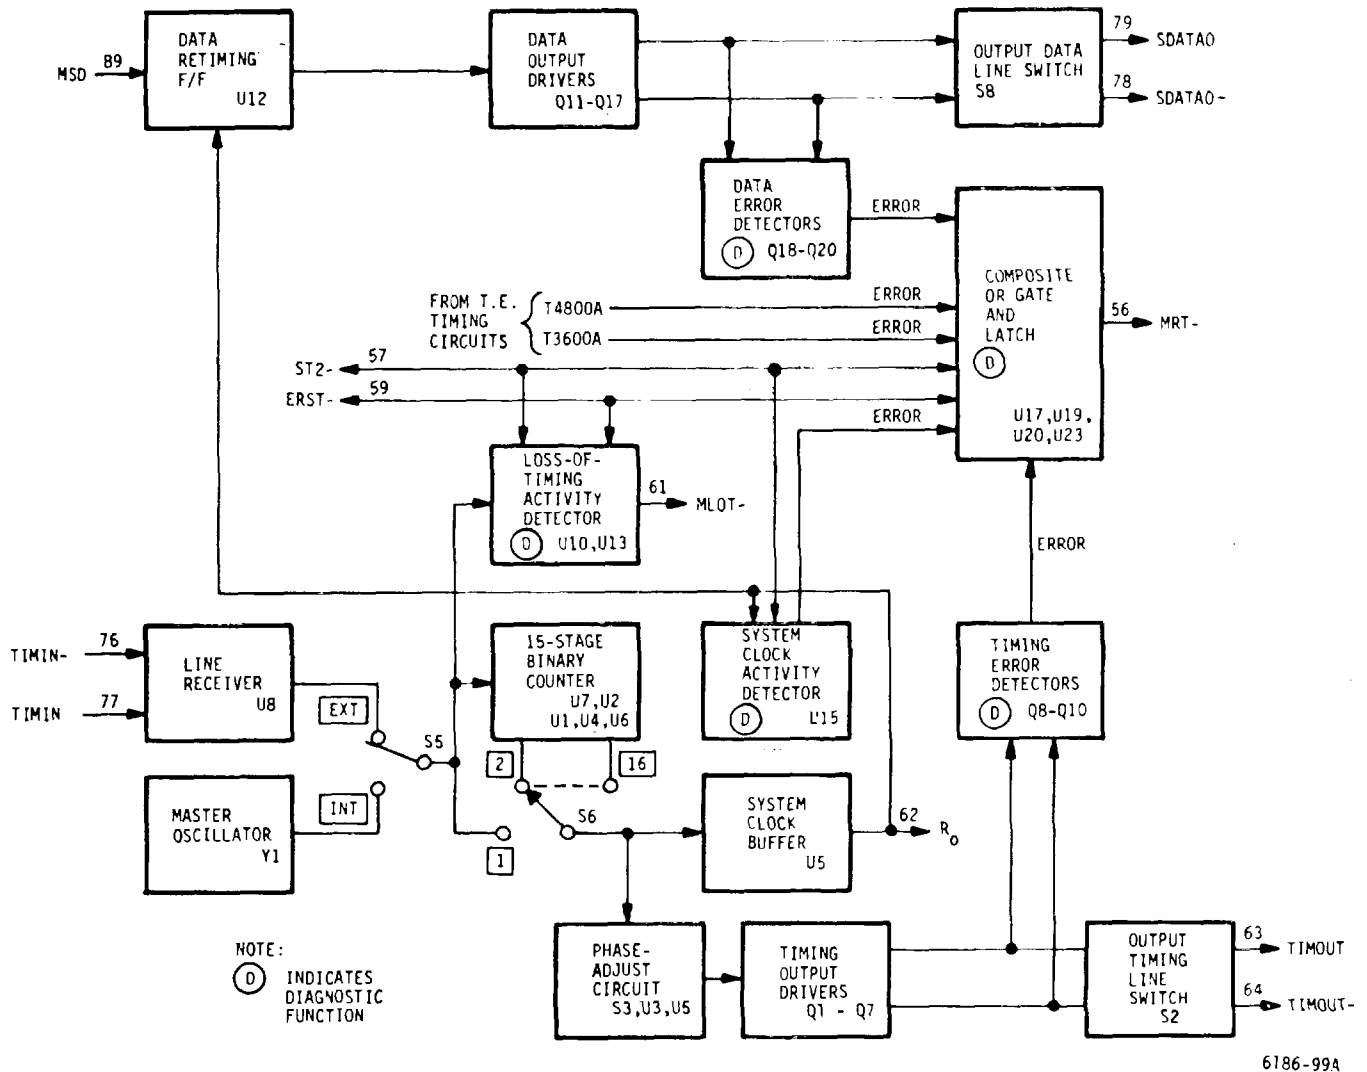 DATA
RETIMING
F/F
U12
MSD
89
DATA
OUTPUT
DRIVERS
Q11-Q17
OUTPUT DATA
LINE SWITCH
S8
79
SDATAO
78
SDATAO-
DATA
ERROR
DETECTORS
D Q18-Q20
ERROR
COMPOSITE
OR GATE
AND
LATCH
D
U17,U19,
U20,U23
56
MRT-
FROM T.E.
TIMING
CIRCUITS
T4800A
T3600A
ERROR
ERROR
ST2-
57
ERST-
59
ERROR
LOSS-OF-
TIMING
ACTIVITY
DETECTOR
D U10,U13
61
MLOT-
ERROR
TIMIN-
76
TIMIN
77
LINE
RECEIVER
U8
EXT
S5
INT
MASTER
OSCILLATOR
Y1
15-STAGE
BINARY
COUNTER
U7,U2
U1,U4,U6
2
16
S6
1
SYSTEM
CLOCK
ACTIVITY
DETECTOR
D U15
TIMING
ERROR
DETECTORS
D Q8-Q10
SYSTEM
CLOCK
BUFFER
U5
62
Ro
PHASE-
ADJUST
CIRCUIT
S3,U3,U5
TIMING
OUTPUT
DRIVERS
Q1 - Q7
OUTPUT
TIMING
LINE
SWITCH
S2
63
TIMOUT
64
TIMOUT-
NOTE:
D INDICATES
DIAGNOSTIC
FUNCTION
6186-99A